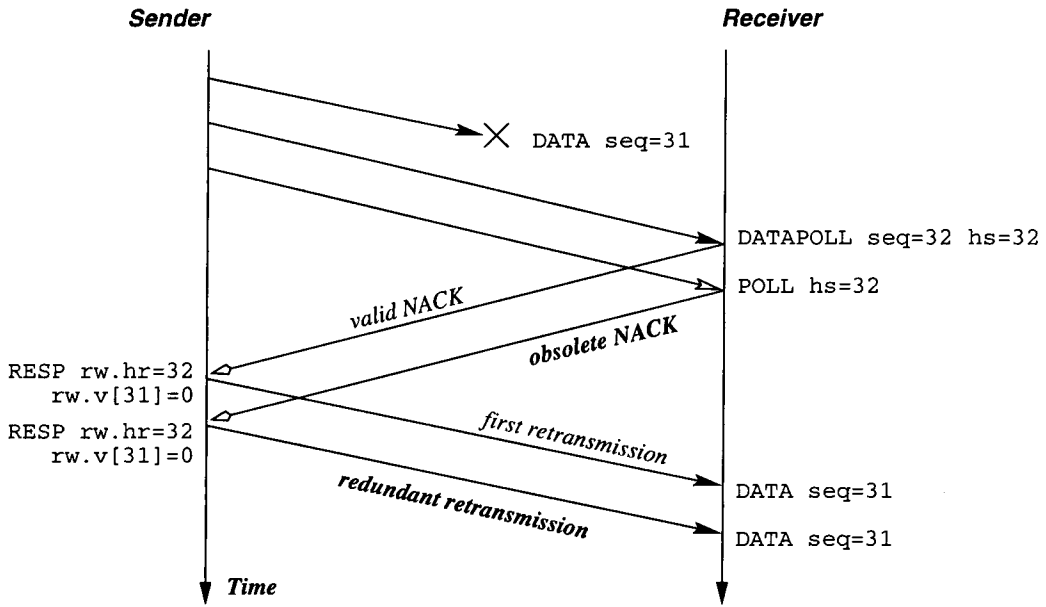 Sender
Receiver
DATA seq=31
DATAPOLL seq=32 hs=32
POLL hs=32
valid NACK
obsolete NACK
RESP rw.hr=32
rw.v[31]=0
RESP rw.hr=32
rw.v[31]=0
first retransmission
redundant retransmission
DATA seq=31
DATA seq=31
Time